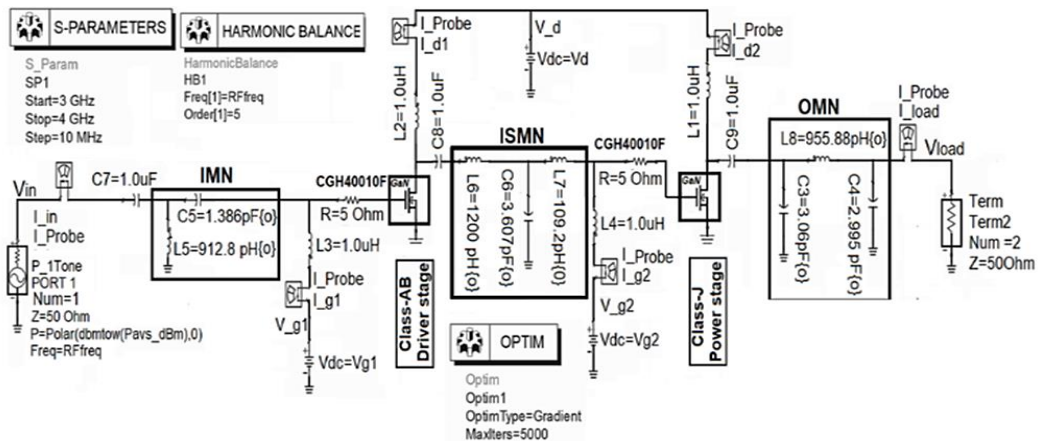 S-PARAMETERS
S_Param
SP1
Start=3 GHz
Stop=4 GHz
Step=10 MHz
HARMONIC BALANCE
HarmonicBalance
HB1
Freq[1]=RFfreq
Order[1]=5
I_Probe
I_d1
L2=1.0uH
C8=1.0uF
V_d
Vdc=Vd
I_Probe
I_d2
L1=1.0uH
C9=1.0uF
Vin
I_in
I_Probe
P_1Tone
PORT 1
Num=1
Z=50 Ohm
P=Polar(dbmtow(Pavs_dBm),0)
Freq=RFfreq
C7=1.0uF
IMN
C5=1.386pF{o}
L5=912.8 pH{o}
CGH40010F
R=5 Ohm
GaN
L3=1.0uH
I_Probe
I_g1
V_g1
Vdc=Vg1
Class-AB
Driver stage
ISMN
L6=1200 pH{o}
C6=3.607pF{o}
L7=109.2pH{o}
CGH40010F
R=5 Ohm
GaN
L4=1.0uH
I_Probe
I_g2
V_g2
Vdc=Vg2
Class-J
Power stage
OPTIM
Optim
Optim1
OptimType=Gradient
MaxIters=5000
OMN
L8=955.88pH{o}
C3=3.06pF{o}
C4=2.995 pF{o}
I_Probe
I_load
Vload
Term
Term2
Num =2
Z=50Ohm